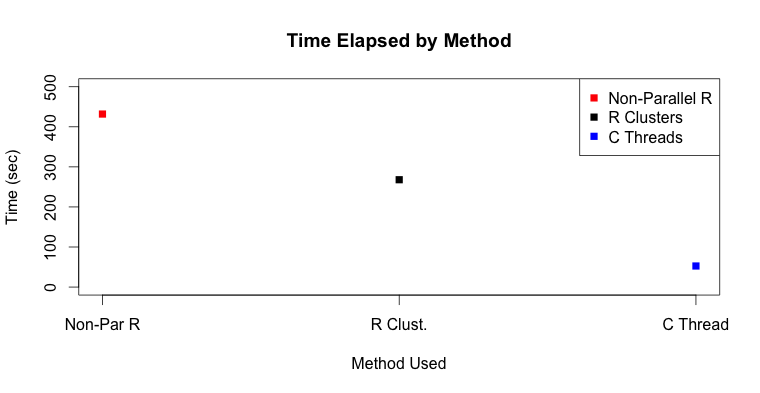 Time Elapsed by Method
Non-Parallel R
R Clusters
C Threads
Time (sec)
500
400
300
200
100
0
Non-Par R
R Clust.
C Thread
Method Used